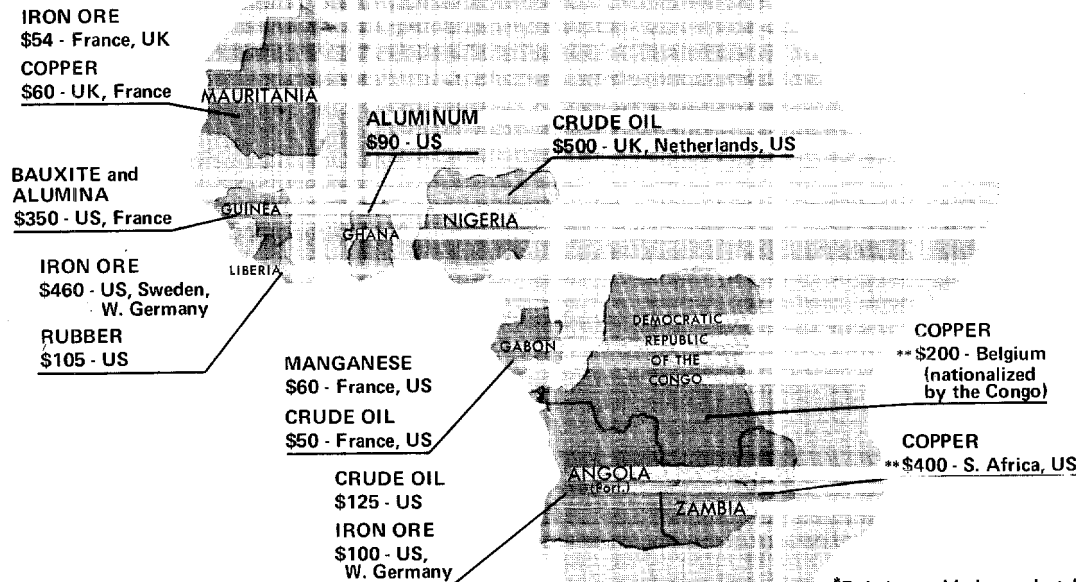 IRON ORE
$54 - France, UK
COPPER
$60 - UK, France
MAURITANIA
ALUMINUM
$90 - US
CRUDE OIL
$500 - UK, Netherlands, US
BAUXITE and
ALUMINA
$350 - US, France
GUINEA
GHANA
NIGERIA
LIBERIA
IRON ORE
$460 - US, Sweden,
W. Germany
RUBBER
$105 - US
GABON
DEMOCRATIC
REPUBLIC
OF THE
CONGO
MANGANESE
$60 - France, US
CRUDE OIL
$50 - France, US
COPPER
**$200 - Belgium
(nationalized
by the Congo)
COPPER
**$400 - S. Africa, US
ANGOLA
(Port.)
ZAMBIA
CRUDE OIL
$125 - US
IRON ORE
$100 - US,
W. Germany